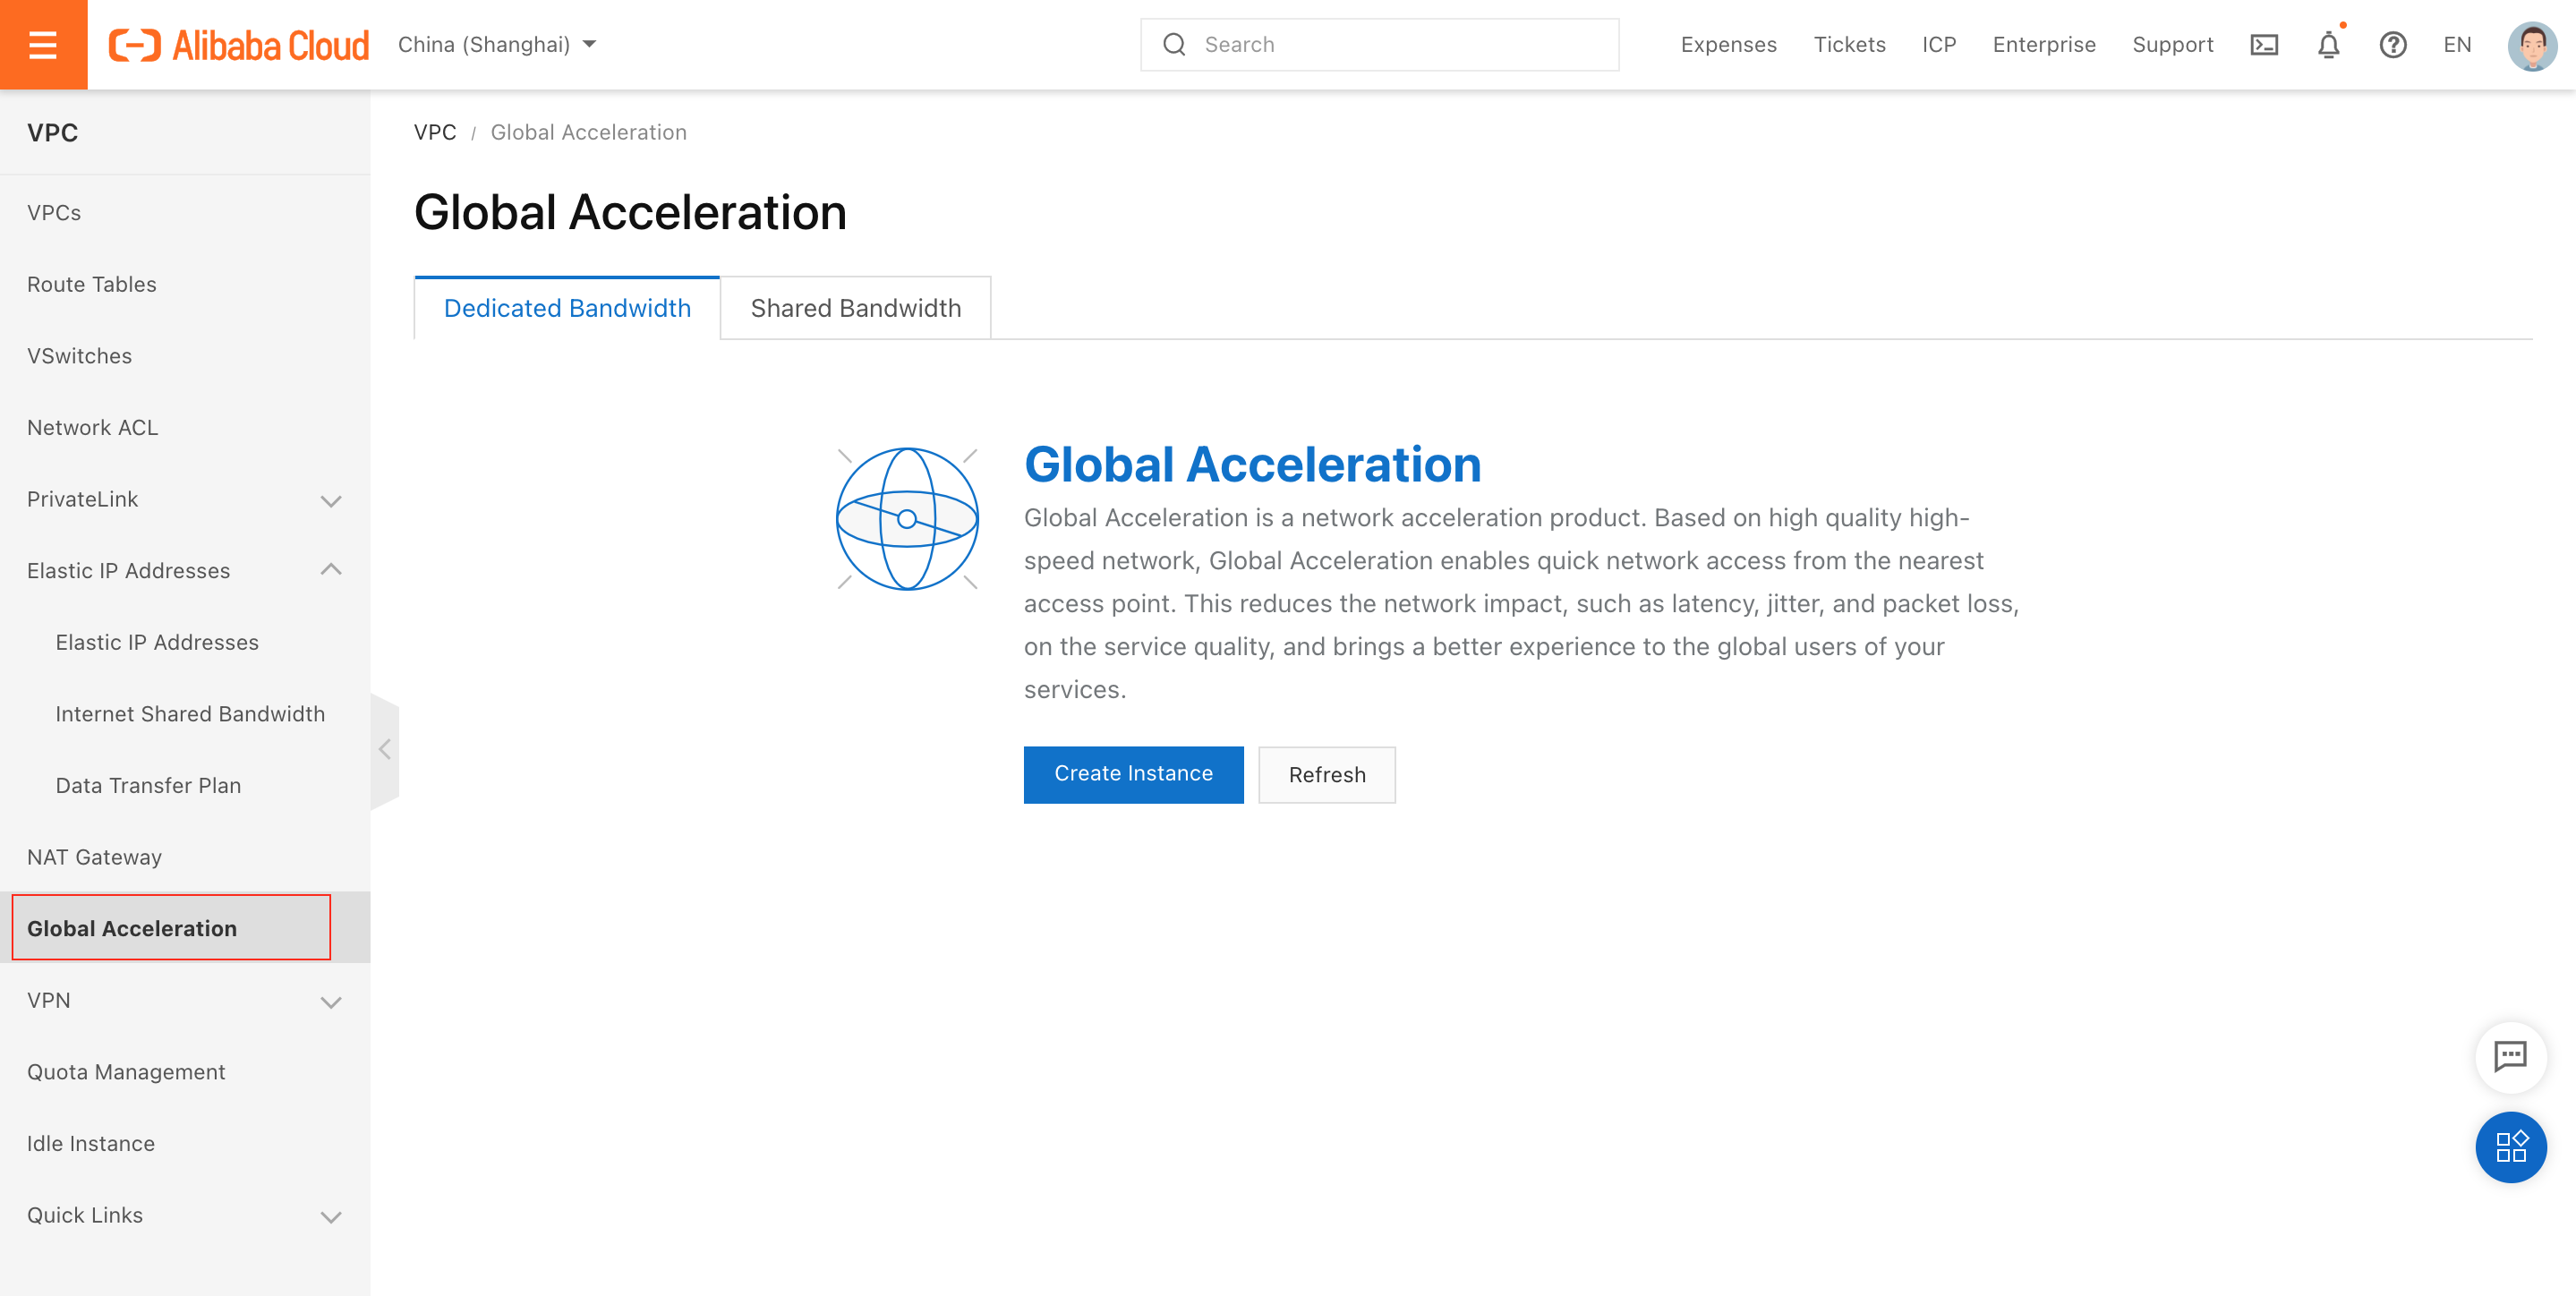 Alibaba Cloud
China (Shanghai)
Search
Expenses
Tickets
ICP
Enterprise
Support
EN
VPC
VPCs
Route Tables
VSwitches
Network ACL
PrivateLink
Elastic IP Addresses
Elastic IP Addresses
Internet Shared Bandwidth
Data Transfer Plan
NAT Gateway
Global Acceleration
VPN
Quota Management
Idle Instance
Quick Links
VPC / Global Acceleration
Global Acceleration
Dedicated Bandwidth
Shared Bandwidth
Global Acceleration
Global Acceleration is a network acceleration product. Based on high quality high-
speed network, Global Acceleration enables quick network access from the nearest
access point. This reduces the network impact, such as latency, jitter, and packet loss,
on the service quality, and brings a better experience to the global users of your
services.
Create Instance
Refresh